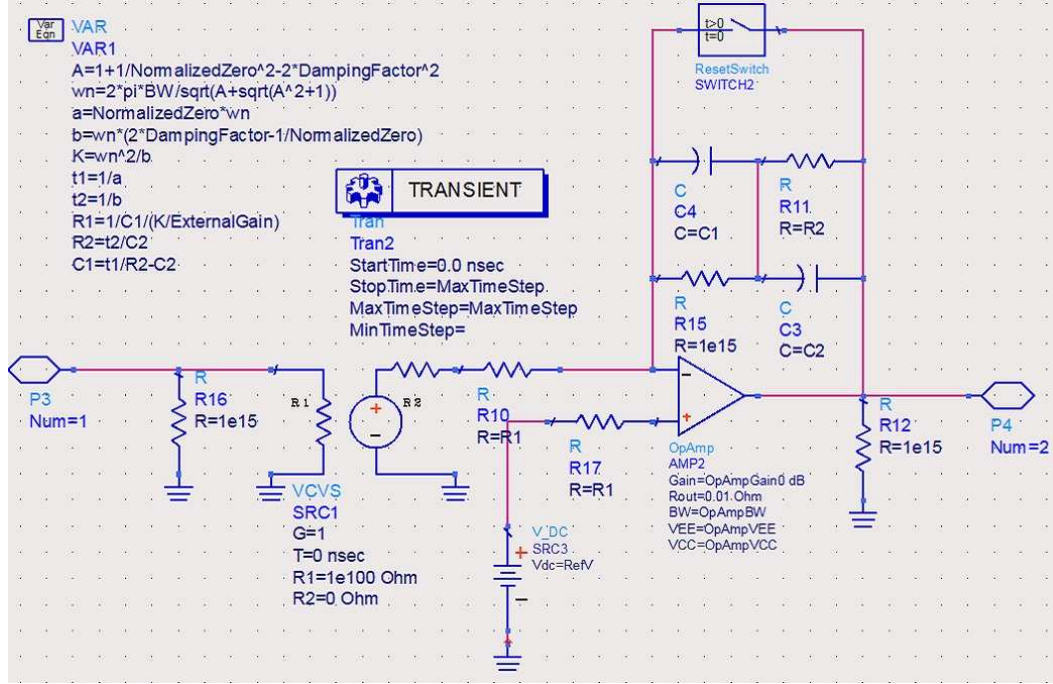 Var
Eqn
VAR
VAR1
A=1+1/NormalizedZero^2-2*DampingFactor^2
wn=2*pi*BW/sqrt(A+sqrt(A^2+1))
a=NormalizedZero*wn
b=wn*(2*DampingFactor-1/NormalizedZero)
K=wn^2/b
t1=1/a
t2=1/b
R1=1/C1/(K/ExternalGain)
R2=t2/C2
C1=t1/R2-C2
TRANSIENT
Tran
Tran2
StartTime=0.0 nsec
StopTime=MaxTimeStep
MaxTimeStep=MaxTimeStep
MinTimeStep=
t>0
t=0
ResetSwitch
SWITCH2
C
C4
C=C1
R
R11
R=R2
R
R15
R=1e15
C
C3
C=C2
P3
Num=1
R
R16
R=1e15
R1
R2
VCVS
SRC1
G=1
T=0 nsec
R1=1e100 Ohm
R2=0 Ohm
R
R10
R=R1
R
R17
R=R1
V_DC
SRC3
Vdc=RefV
OpAmp
AMP2
Gain=OpAmpGain0 dB
Rout=0.01 Ohm
BW=OpAmpBW
VEE=OpAmpVEE
VCC=OpAmpVCC
R
R12
R=1e15
P4
Num=2